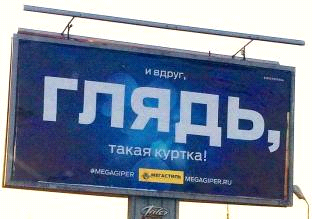 и вдруг,
ГЛЯДЬ,
такая куртка!
#MEGAGIPER МЕГАСТИЛЬ MEGAGIPER.RU